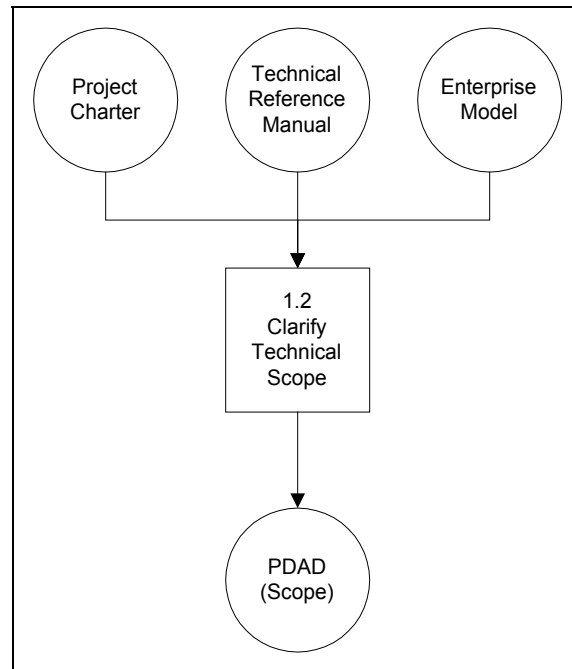 Project
Charter
Technical
Reference
Manual
Enterprise
Model
1.2
Clarify
Technical
Scope
PDAD
(Scope)